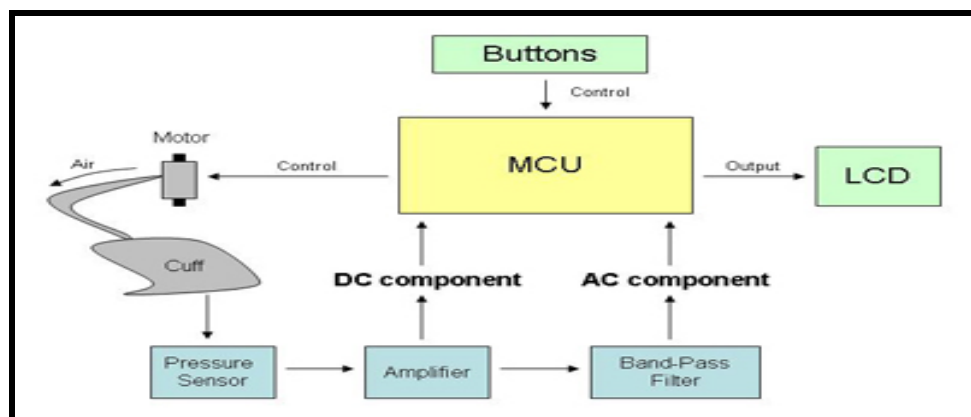 Buttons
Control
Motor
Air
Control
MCU
Output
LCD
Cuff
DC component
AC component
Pressure
Sensor
Amplifier
Band-Pass
Filter